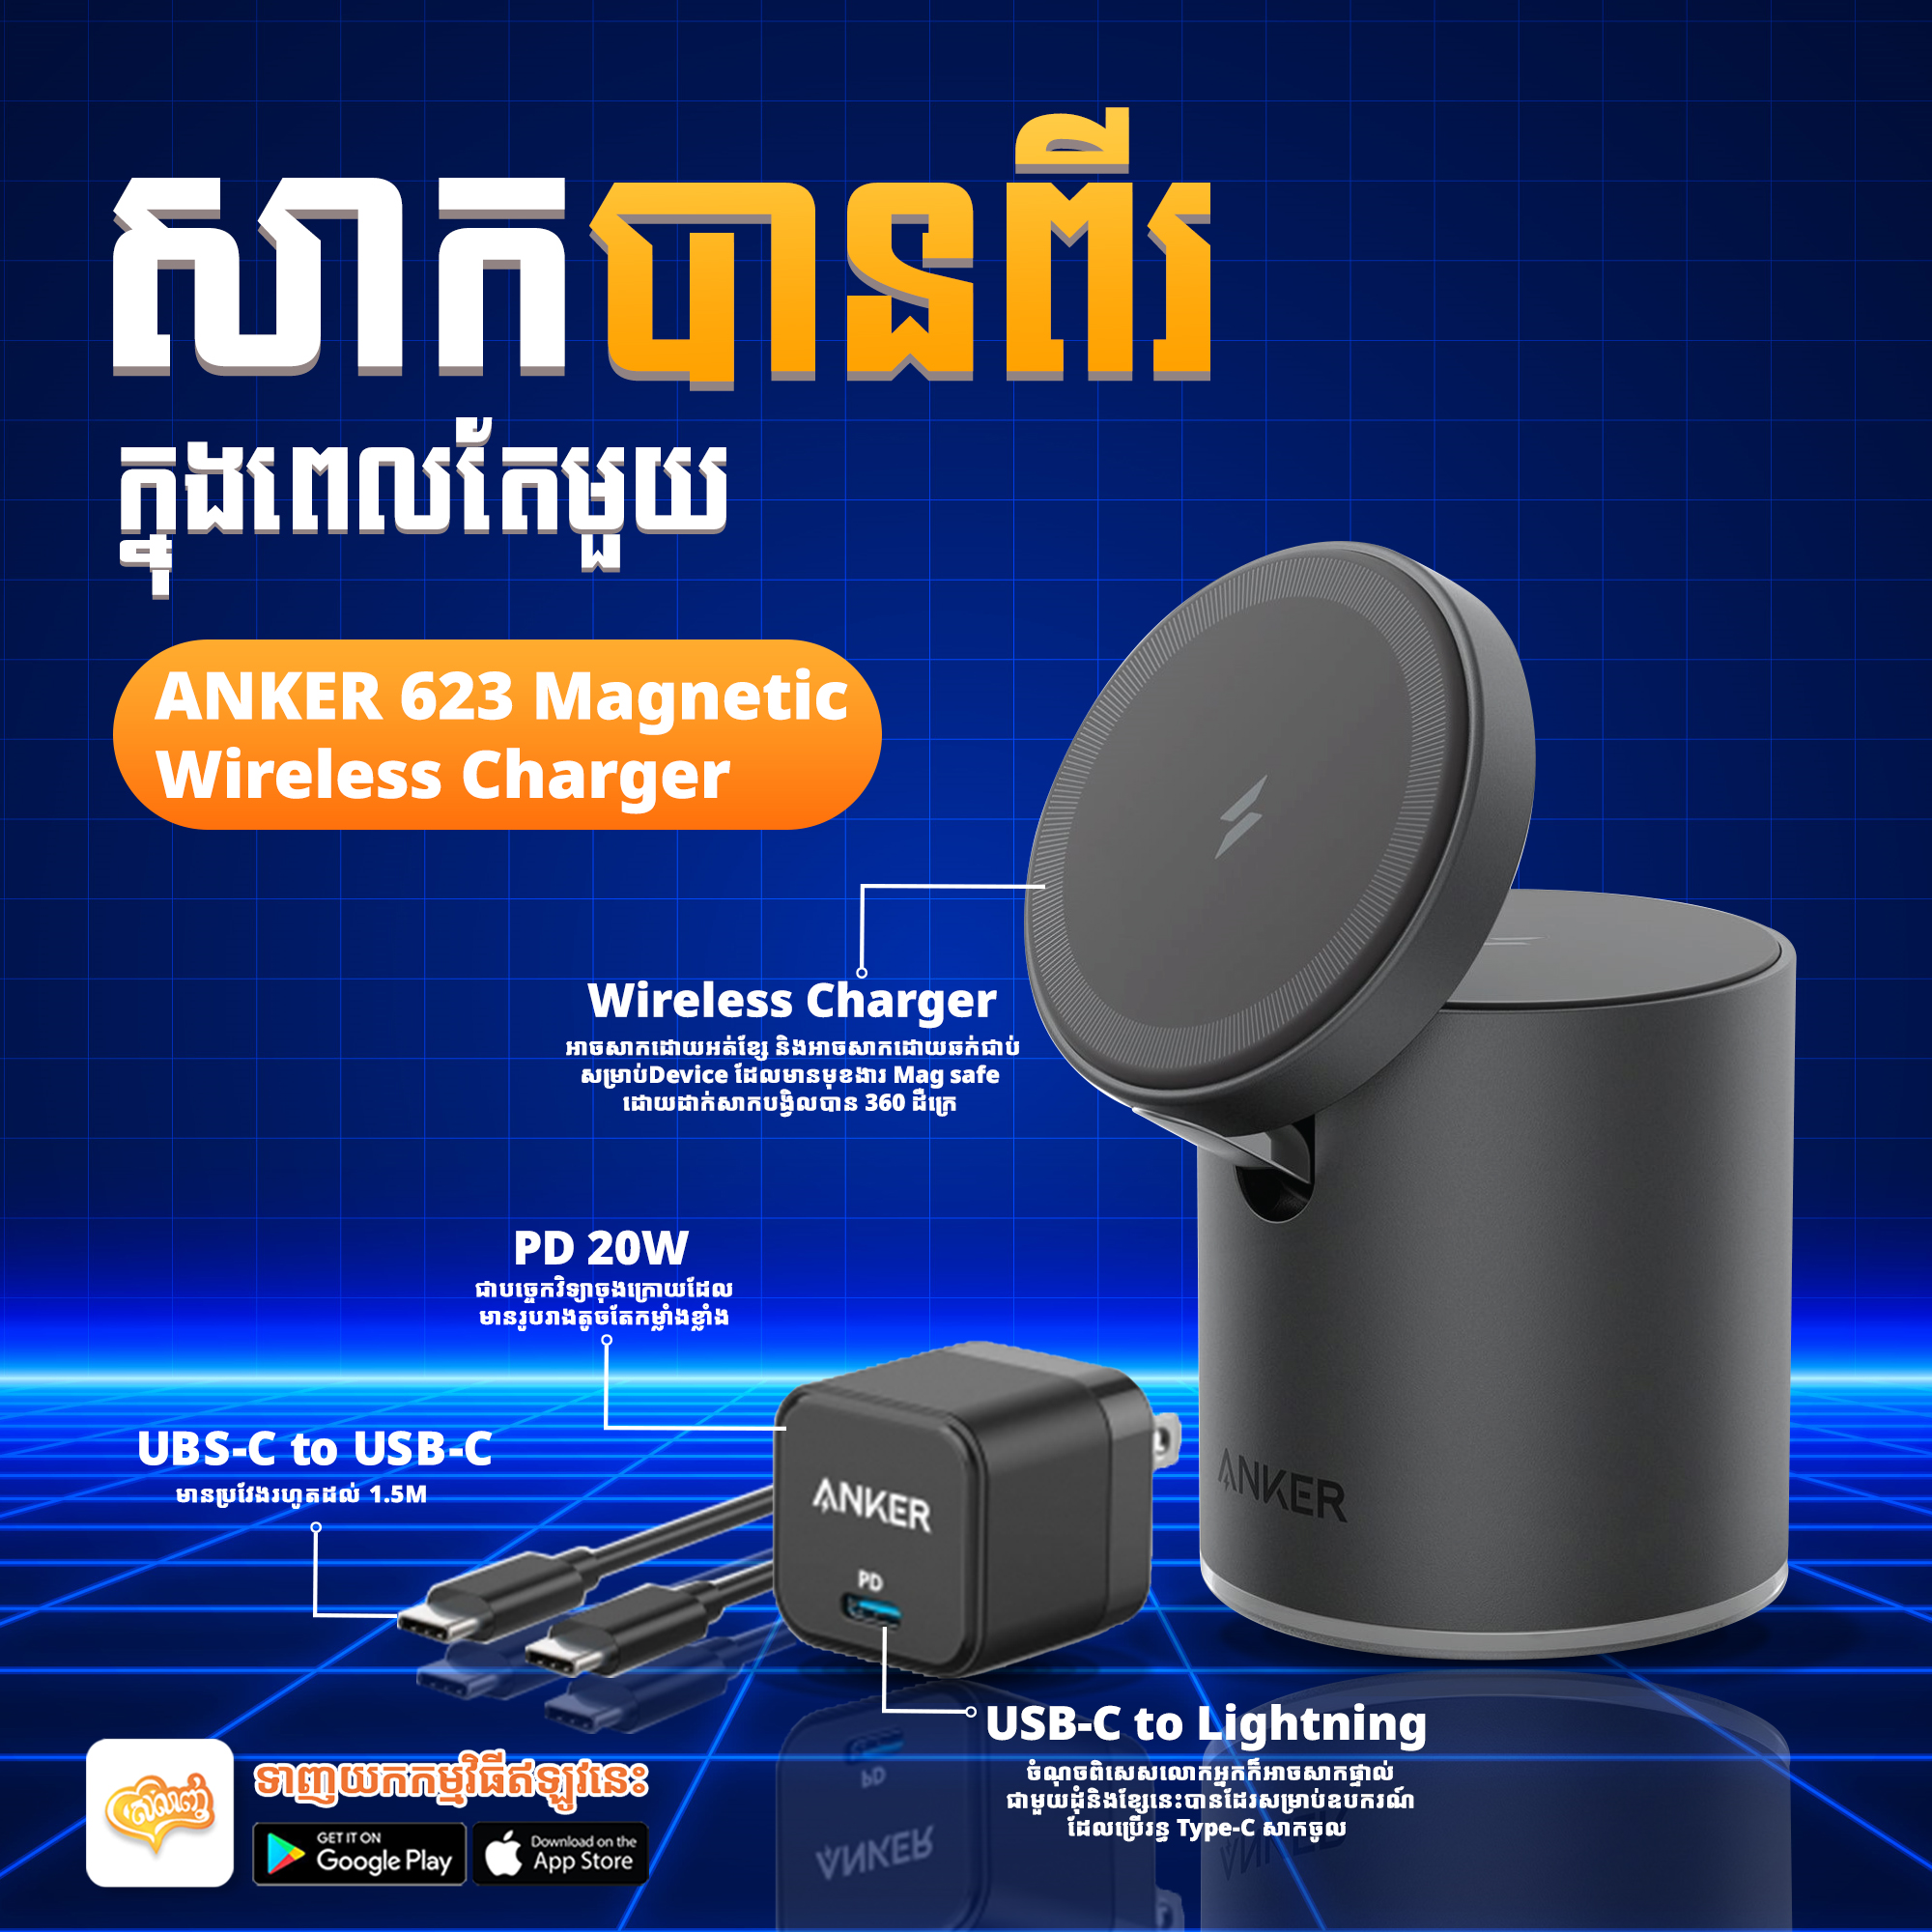 សាកបានពីរ
ក្នុងពេលតែមួយ
ANKER 623 Magnetic
Wireless Charger
Wireless Charger
អាចសាកដោយអត់ខ្សែ និងអាចសាកដោយឆក់ជាប់
សម្រាប់Device ដែលមានមុខងារ Mag safe
ដោយដាក់សាកបង្វិលបាន 360 ដឺក្រេ
PD 20W
ជាបច្ចេកវិទ្យាចុងក្រោយដែល
មានរូបរាងតូចតែកម្លាំងខ្លាំង
UBS-C to USB-C
មានប្រវែងរហូតដល់ 1.5M
ANKER
PD
ANKER
USB-C to Lightning
ចំណុចពិសេសលោកអ្នកក៏អាចសាកផ្ទាល់
ជាមួយដុំនិងខ្សែនេះបានដែរសម្រាប់ឧបករណ៍
ដែលប្រើរន្ធ Type-C សាកចូល
ទាញយកកម្មវិធីឥឡូវនេះ
GET IT ON
Google Play
Download on the
App Store